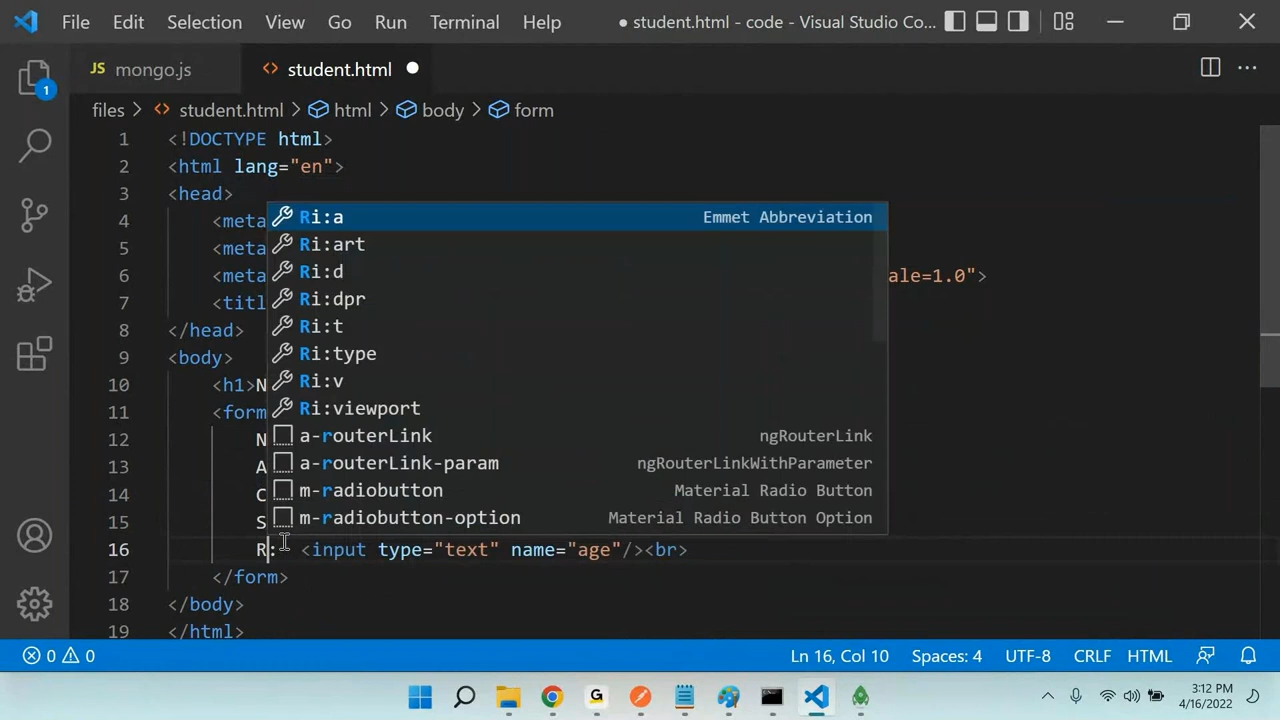 File Edit Selection View Go Run Terminal Help ● student.html - code - Visual Studio Co...
JS mongo.js <> student.html ●
1
files > <> student.html > html > body > form
1 <!DOCTYPE html>
2 <html lang="en">
3 <head>
4 <meta
5 <meta
6 <meta ale=1.0">
7 <titl
8 </head>
9 <body>
10 <h1>N
11 <form
12 N
13 A
14 C
15 S
16 R: <input type="text" name="age"/><br>
17 </form>
18 </body>
19 </html>
Ri:a Emmet Abbreviation
Ri:art
Ri:d
Ri:dpr
Ri:t
Ri:type
Ri:v
Ri:viewport
a-routerLink ngRouterLink
a-routerLink-param ngRouterLinkWithParameter
m-radiobutton Material Radio Button
m-radiobutton-option Material Radio Button Option
0 0 Ln 16, Col 10 Spaces: 4 UTF-8 CRLF HTML
G
3:12 PM
4/16/2022